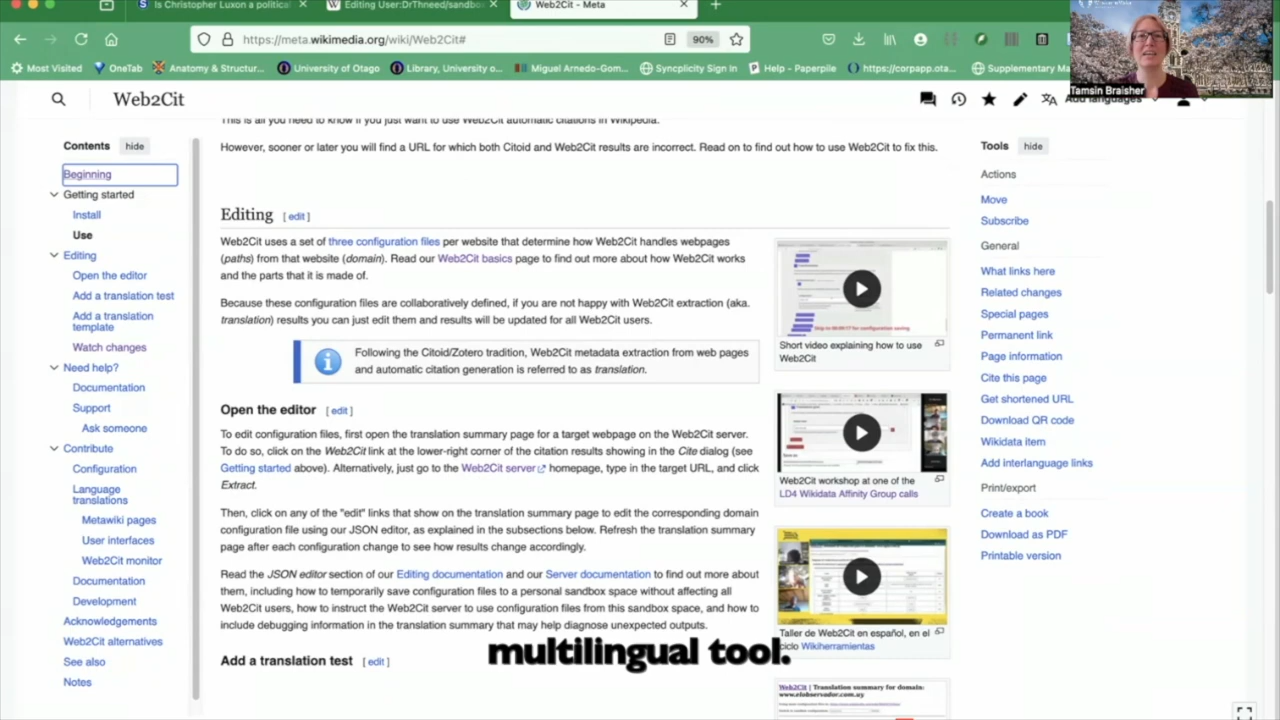 Is Christopher Luxon a political
Editing User:DrThneed/sandbo
Web2Cit - Meta
https://meta.wikimedia.org/wiki/Web2Cit#
90%
Most Visited
OneTab
Anatomy & Structur...
University of Otago
Library, University o...
Miguel Arnedo-Gom...
Syncplicity Sign in
Help - Paperpile
https://corpapp.ota...
Supplementary Ma
Tamsin Braisher
Web2Cit
Add languages
This is all you need to know if you just want to use Web2Cit automatic citations in Wikipedia.
However, sooner or later you will find a URL for which both Citoid and Web2Cit results are incorrect. Read on to find out how to use Web2Cit to fix this.
Contents hide
Beginning
Getting started
Install
Use
Editing
Open the editor
Add a translation test
Add a translation
template
Watch changes
Need help?
Documentation
Support
Ask someone
Contribute
Configuration
Language
translations
Metawiki pages
User interfaces
Web2Cit monitor
Documentation
Development
Acknowledgements
Web2Cit alternatives
See also
Notes
Editing [ edit ]
Web2Cit uses a set of three configuration files per website that determine how Web2Cit handles webpages
(paths) from that website (domain). Read our Web2Cit basics page to find out more about how Web2Cit works
and the parts that it is made of.
Because these configuration files are collaboratively defined, if you are not happy with Web2Cit extraction (aka.
translation) results you can just edit them and results will be updated for all Web2Cit users.
Following the Citoid/Zotero tradition, Web2Cit metadata extraction from web pages
and automatic citation generation is referred to as translation.
Open the editor [ edit ]
To edit configuration files, first open the translation summary page for a target webpage on the Web2Cit server.
To do so, click on the Web2Cit link at the lower-right corner of the citation results showing in the Cite dialog (see
Getting started above). Alternatively, just go to the Web2Cit server homepage, type in the target URL, and click
Extract.
Then, click on any of the "edit" links that show on the translation summary page to edit the corresponding domain
configuration file using our JSON editor, as explained in the subsections below. Refresh the translation summary
page after each configuration change to see how results change accordingly.
Read the JSON editor section of our Editing documentation and our Server documentation to find out more about
them, including how to temporarily save configuration files to a personal sandbox space without affecting all
Web2Cit users, how to instruct the Web2Cit server to use configuration files from this sandbox space, and how to
include debugging information in the translation summary that may help diagnose unexpected outputs.
Add a translation test [ edit ]
Skip to 00:00:17 for configuration saving
Short video explaining how to use
Web2Cit
Web2Cit workshop at one of the
LD4 Wikidata Affinity Group calls
Taller de Web2Cit en español, en el
ciclo Wikiherramientas
Web2Cit | Translation summary for domain:
www.elobservador.com.uy
Tools hide
Actions
Move
Subscribe
General
What links here
Related changes
Special pages
Permanent link
Page information
Cite this page
Get shortened URL
Download QR code
Wikidata item
Add interlanguage links
Print/export
Create a book
Download as PDF
Printable version
multilingual tool.